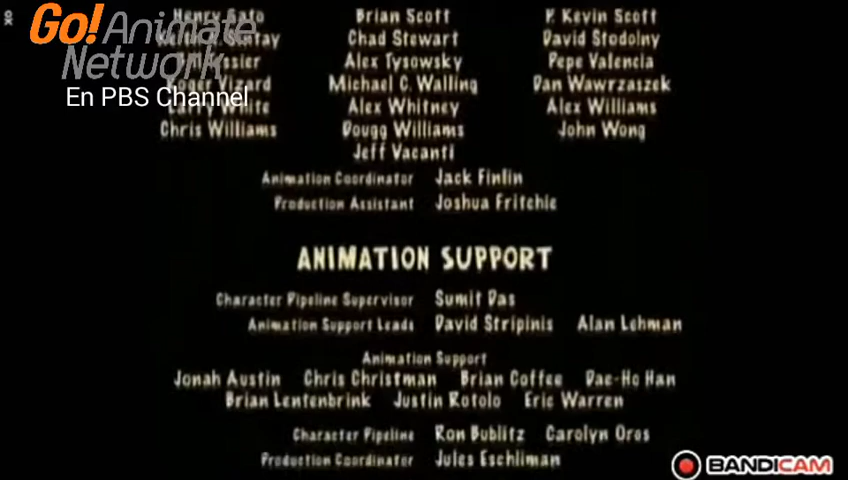 Go!Animate
Network
En PBS Channel
Henry Sato Brian Scott P. Kevin Scott
Chad Stewart David Stodolny
Alex Tysowsky Pepe Valencia
Roger Vizard Michael C. Walling Dan Wawrzaszek
Larry White Alex Whitney Alex Williams
Chris Williams Dougg Williams John Wong
Jeff Vacanti
Animation Coordinator Jack Finlin
Production Assistant Joshua Fritchie
ANIMATION SUPPORT
Character Pipeline Supervisor Sumit Das
Animation Support Leads David Stripinis Alan Lehman
Animation Support
Jonah Austin Chris Christman Brian Coffee Dae-Ho Han
Brian Lentenbrink Justin Rotolo Eric Warren
Character Pipeline Ron Bublitz Carolyn Oros
Production Coordinator Jules Eschliman
BANDICAM